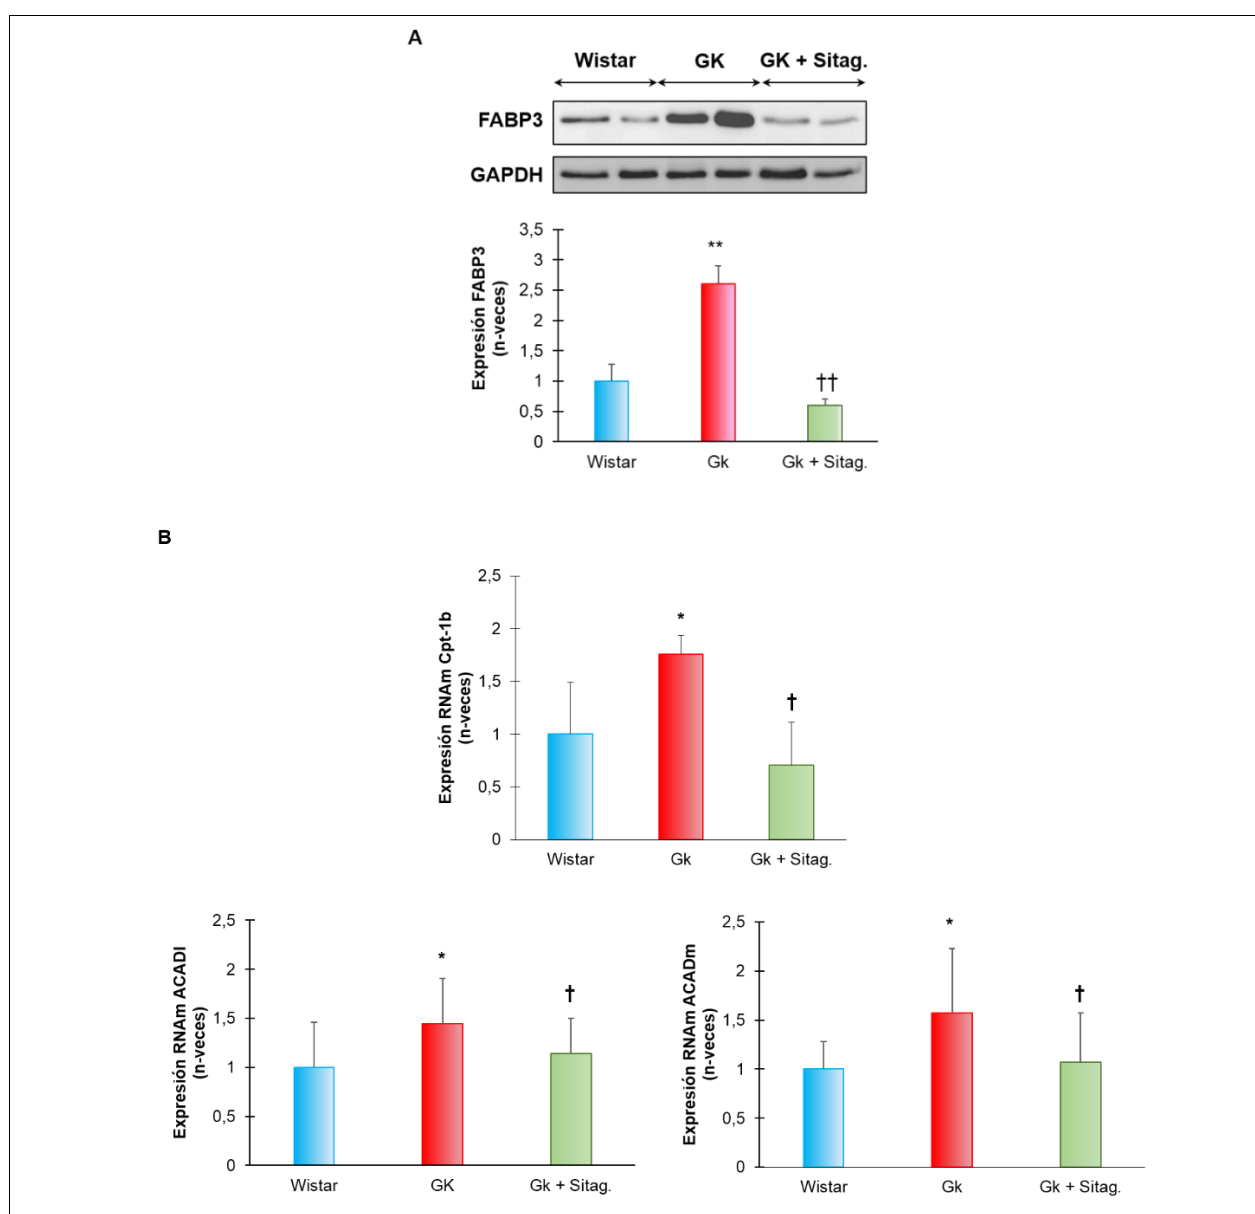 A
Wistar GK GK + Sitag.
FABP3
GAPDH
Expresión FABP3
(n-veces)
3,5
3
2,5
2
1,5
1
0,5
0
**
††
Wistar Gk Gk + Sitag.
B
Expresión RNAm Cpt-1b
(n-veces)
2,5
2
1,5
1
0,5
0
*
†
Wistar Gk Gk + Sitag.
Expresión RNAm ACADl
(n-veces)
2,5
2
1,5
1
0,5
0
*
†
Wistar GK Gk + Sitag.
Expresión RNAm ACADm
(n-veces)
2,5
2
1,5
1
0,5
0
*
†
Wistar Gk Gk + Sitag.